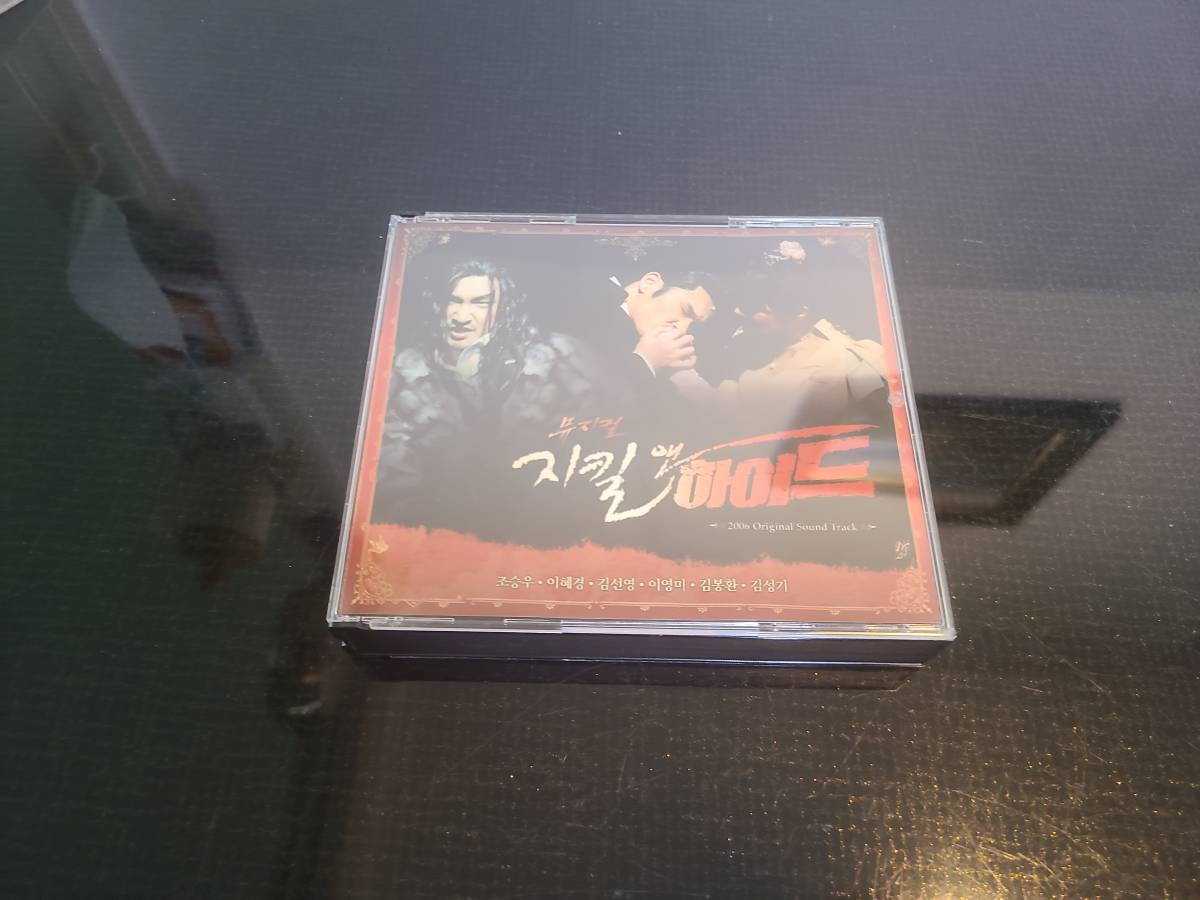 뮤지컬
지킬 앤 하이드
2006 Original Sound Track
조승우 • 이혜경 • 김선영 • 이영미 • 김봉환 • 김성기